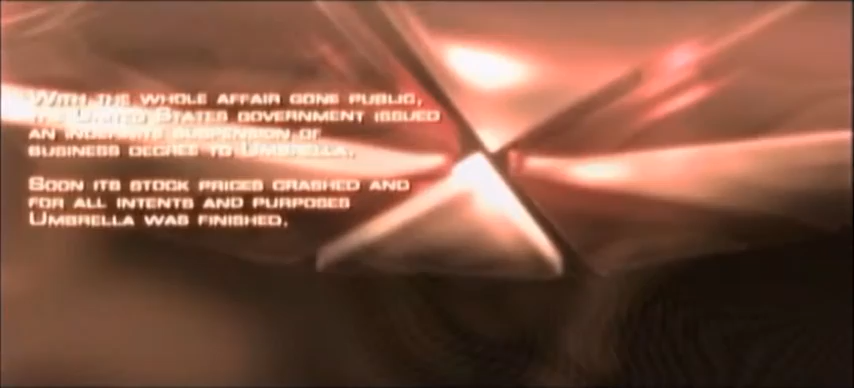 With the whole affair gone public,
the United States government issued
an indefinite suspension of
business decree to Umbrella.
Soon its stock prices crashed and
for all intents and purposes
Umbrella was finished.